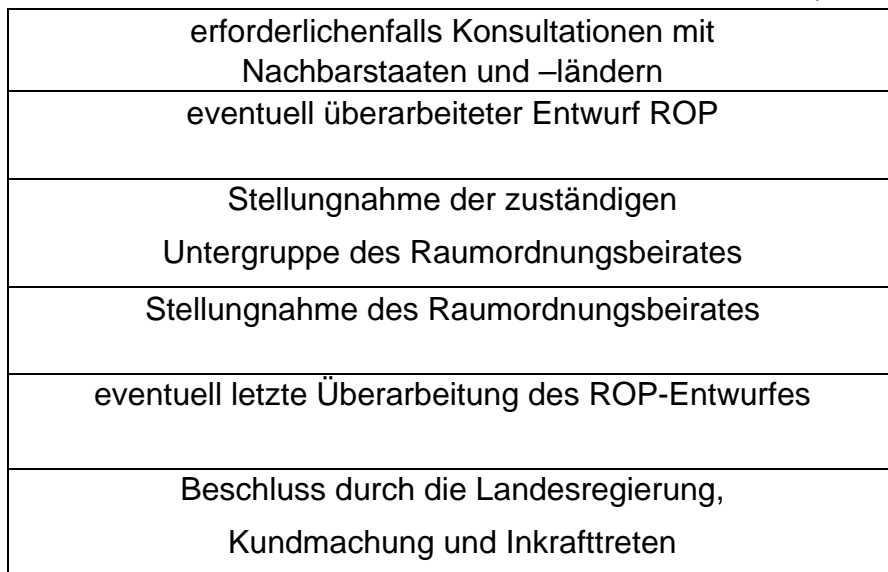 erforderlichenfalls Konsultationen mit
Nachbarstaaten und –ländern
eventuell überarbeiteter Entwurf ROP
Stellungnahme der zuständigen
Untergruppe des Raumordnungsbeirates
Stellungnahme des Raumordnungsbeirates
eventuell letzte Überarbeitung des ROP-Entwurfes
Beschluss durch die Landesregierung,
Kundmachung und Inkrafttreten